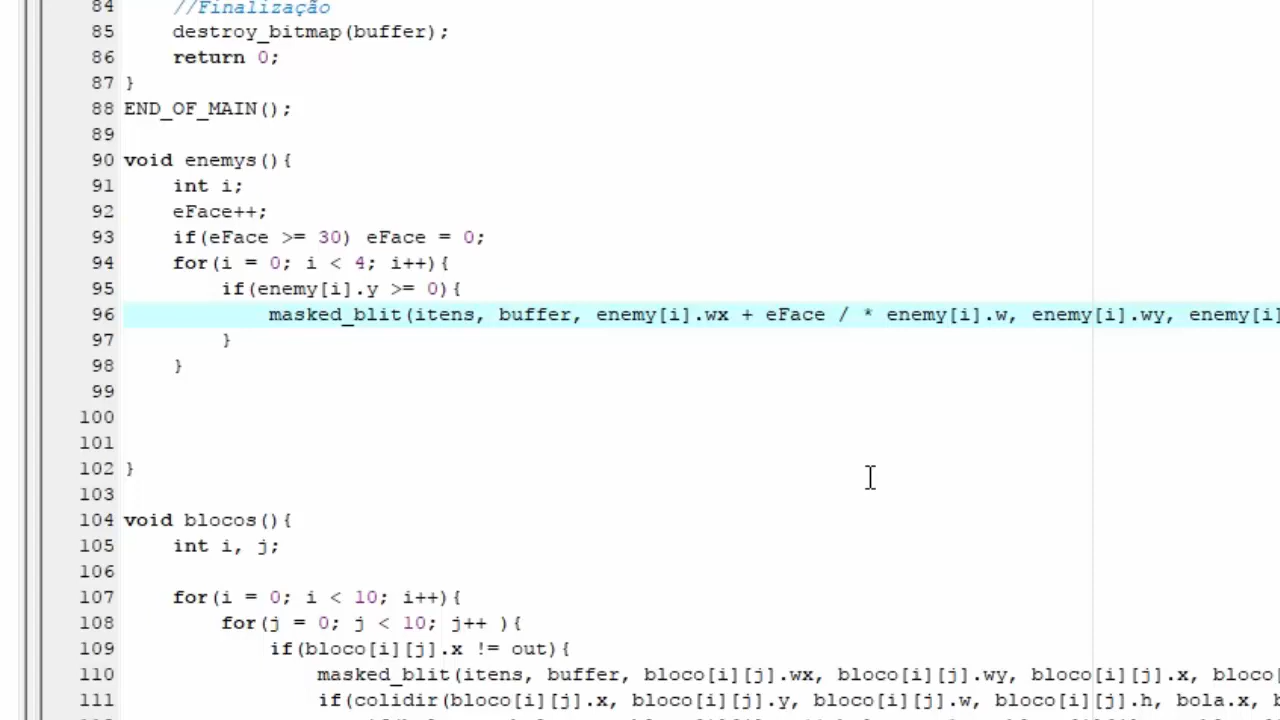 84 //Finalização
85 destroy_bitmap(buffer);
86 return 0;
87 }
88 END_OF_MAIN();
89
90 void enemys(){
91 int i;
92 eFace++;
93 if(eFace >= 30) eFace = 0;
94 for(i = 0; i < 4; i++){
95 if(enemy[i].y >= 0){
96 masked_blit(itens, buffer, enemy[i].wx + eFace / * enemy[i].w, enemy[i].wy, enemy[i]
97 }
98 }
99
100
101
102 }
103
104 void blocos(){
105 int i, j;
106
107 for(i = 0; i < 10; i++){
108 for(j = 0; j < 10; j++ ){
109 if(bloco[i][j].x != out){
110 masked_blit(itens, buffer, bloco[i][j].wx, bloco[i][j].wy, bloco[i][j].x, bloco
111 if(colidir(bloco[i][j].x, bloco[i][j].y, bloco[i][j].w, bloco[i][j].h, bola.x,